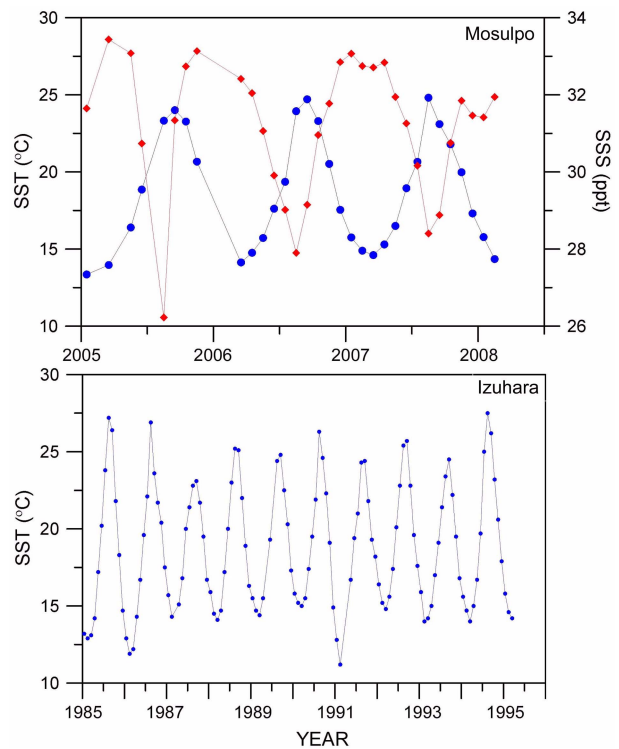 30 34
Mosulpo
25 32
SST (°C) 20 30 SSS (ppt)
15 28
10 26
2005 2006 2007 2008
30
Izuhara
25
SST (°C) 20
15
10
1985 1987 1989 1991 1993 1995
YEAR